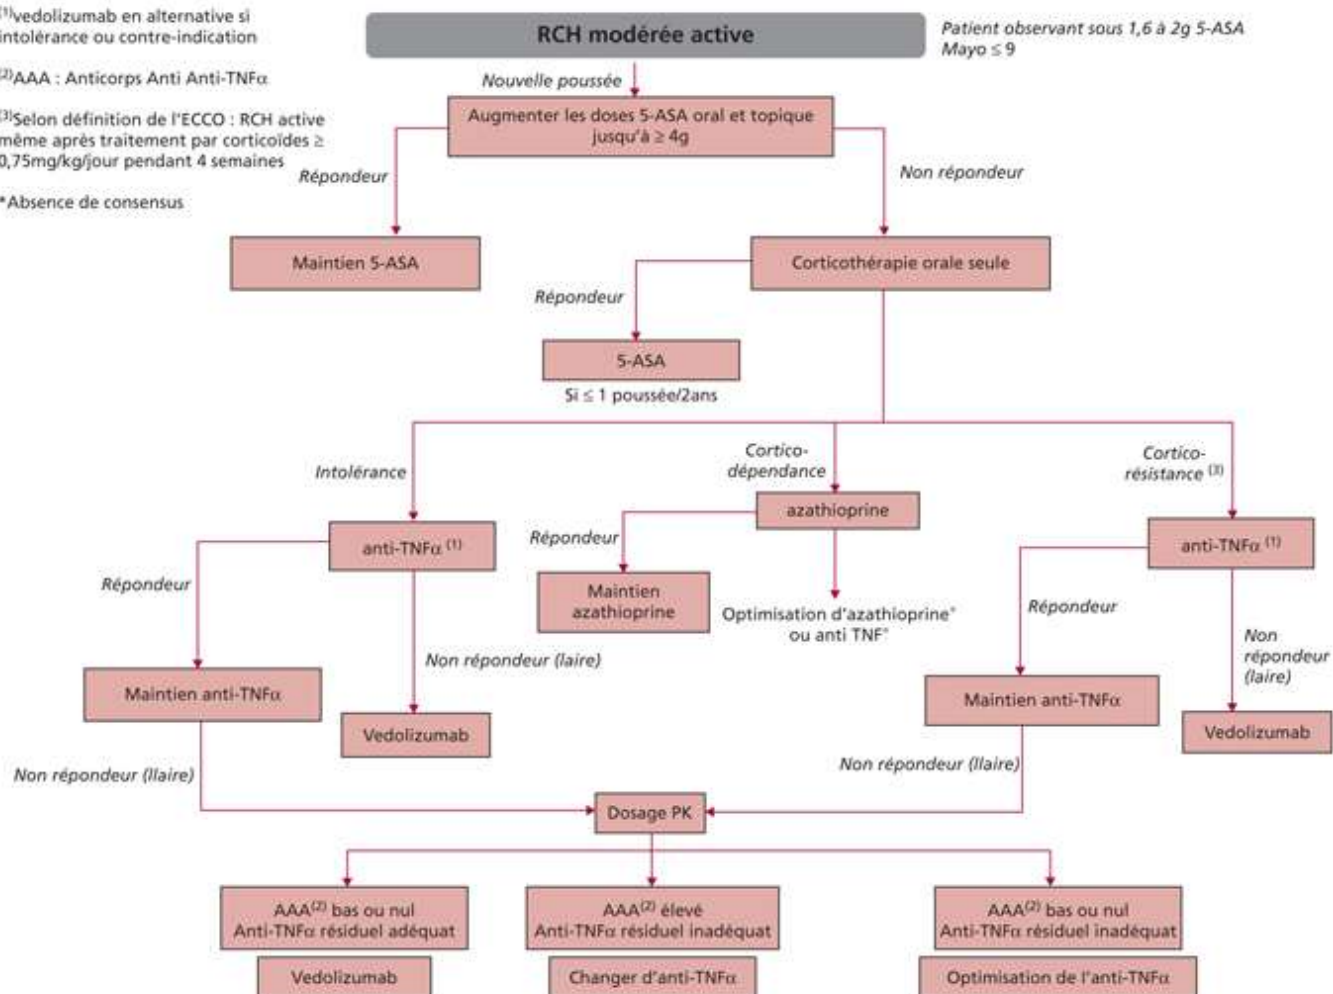 (1)vedolizumab en alternative si
intolérance ou contre-indication
(2)AAA : Anticorps Anti Anti-TNFα
(3)Selon définition de l'ECCO : RCH active
même après traitement par corticoïdes ≥
0,75mg/kg/jour pendant 4 semaines
*Absence de consensus
RCH modérée active
Patient observant sous 1,6 à 2g 5-ASA
Mayo ≤ 9
Nouvelle poussée
Augmenter les doses 5-ASA oral et topique
jusqu'à ≥ 4g
Répondeur
Non répondeur
Maintien 5-ASA
Corticothérapie orale seule
Répondeur
5-ASA
Si ≤ 1 poussée/2ans
Intolérance
Cortico-
dépendance
Cortico-
résistance (3)
anti-TNFα (1)
azathioprine
anti-TNFα (1)
Répondeur
Répondeur
Répondeur
Maintien
azathioprine
Optimisation d'azathioprine*
ou anti TNF*
Non répondeur (Iaire)
Non
répondeur
(Iaire)
Maintien anti-TNFα
Vedolizumab
Maintien anti-TNFα
Vedolizumab
Non répondeur (IIaire)
Non répondeur (IIaire)
Dosage PK
AAA(2) bas ou nul
Anti-TNFα résiduel adéquat
AAA(2) élevé
Anti-TNFα résiduel inadéquat
AAA(2) bas ou nul
Anti-TNFα résiduel inadéquat
Vedolizumab
Changer d'anti-TNFα
Optimisation de l'anti-TNFα